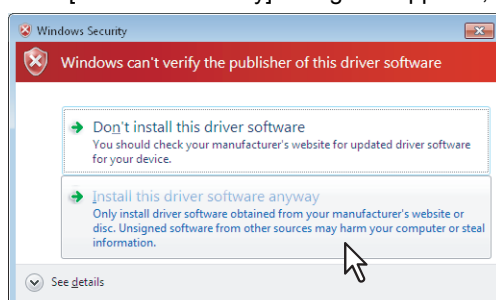 Windows Security
Windows can't verify the publisher of this driver software
Don't install this driver software
You should check your manufacturer's website for updated driver software
for your device.
Install this driver software anyway
Only install driver software obtained from your manufacturer's website or
disc. Unsigned software from other sources may harm your computer or steal
information.
See details